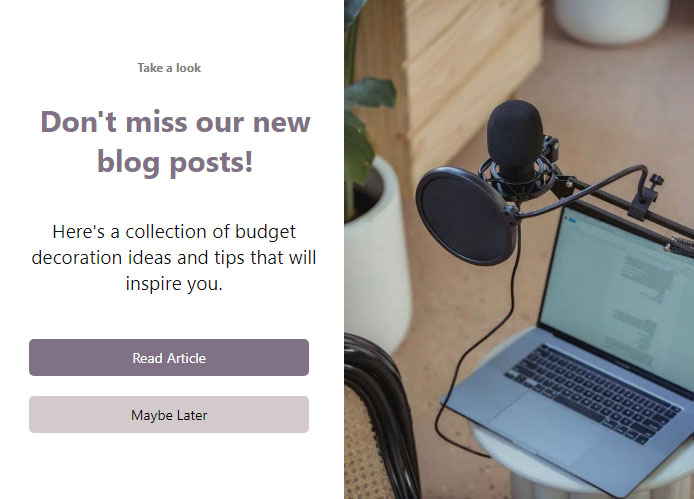 Take a look
Don't miss our new
blog posts!
Here's a collection of budget
decoration ideas and tips that will
inspire you.
Read Article
Maybe Later